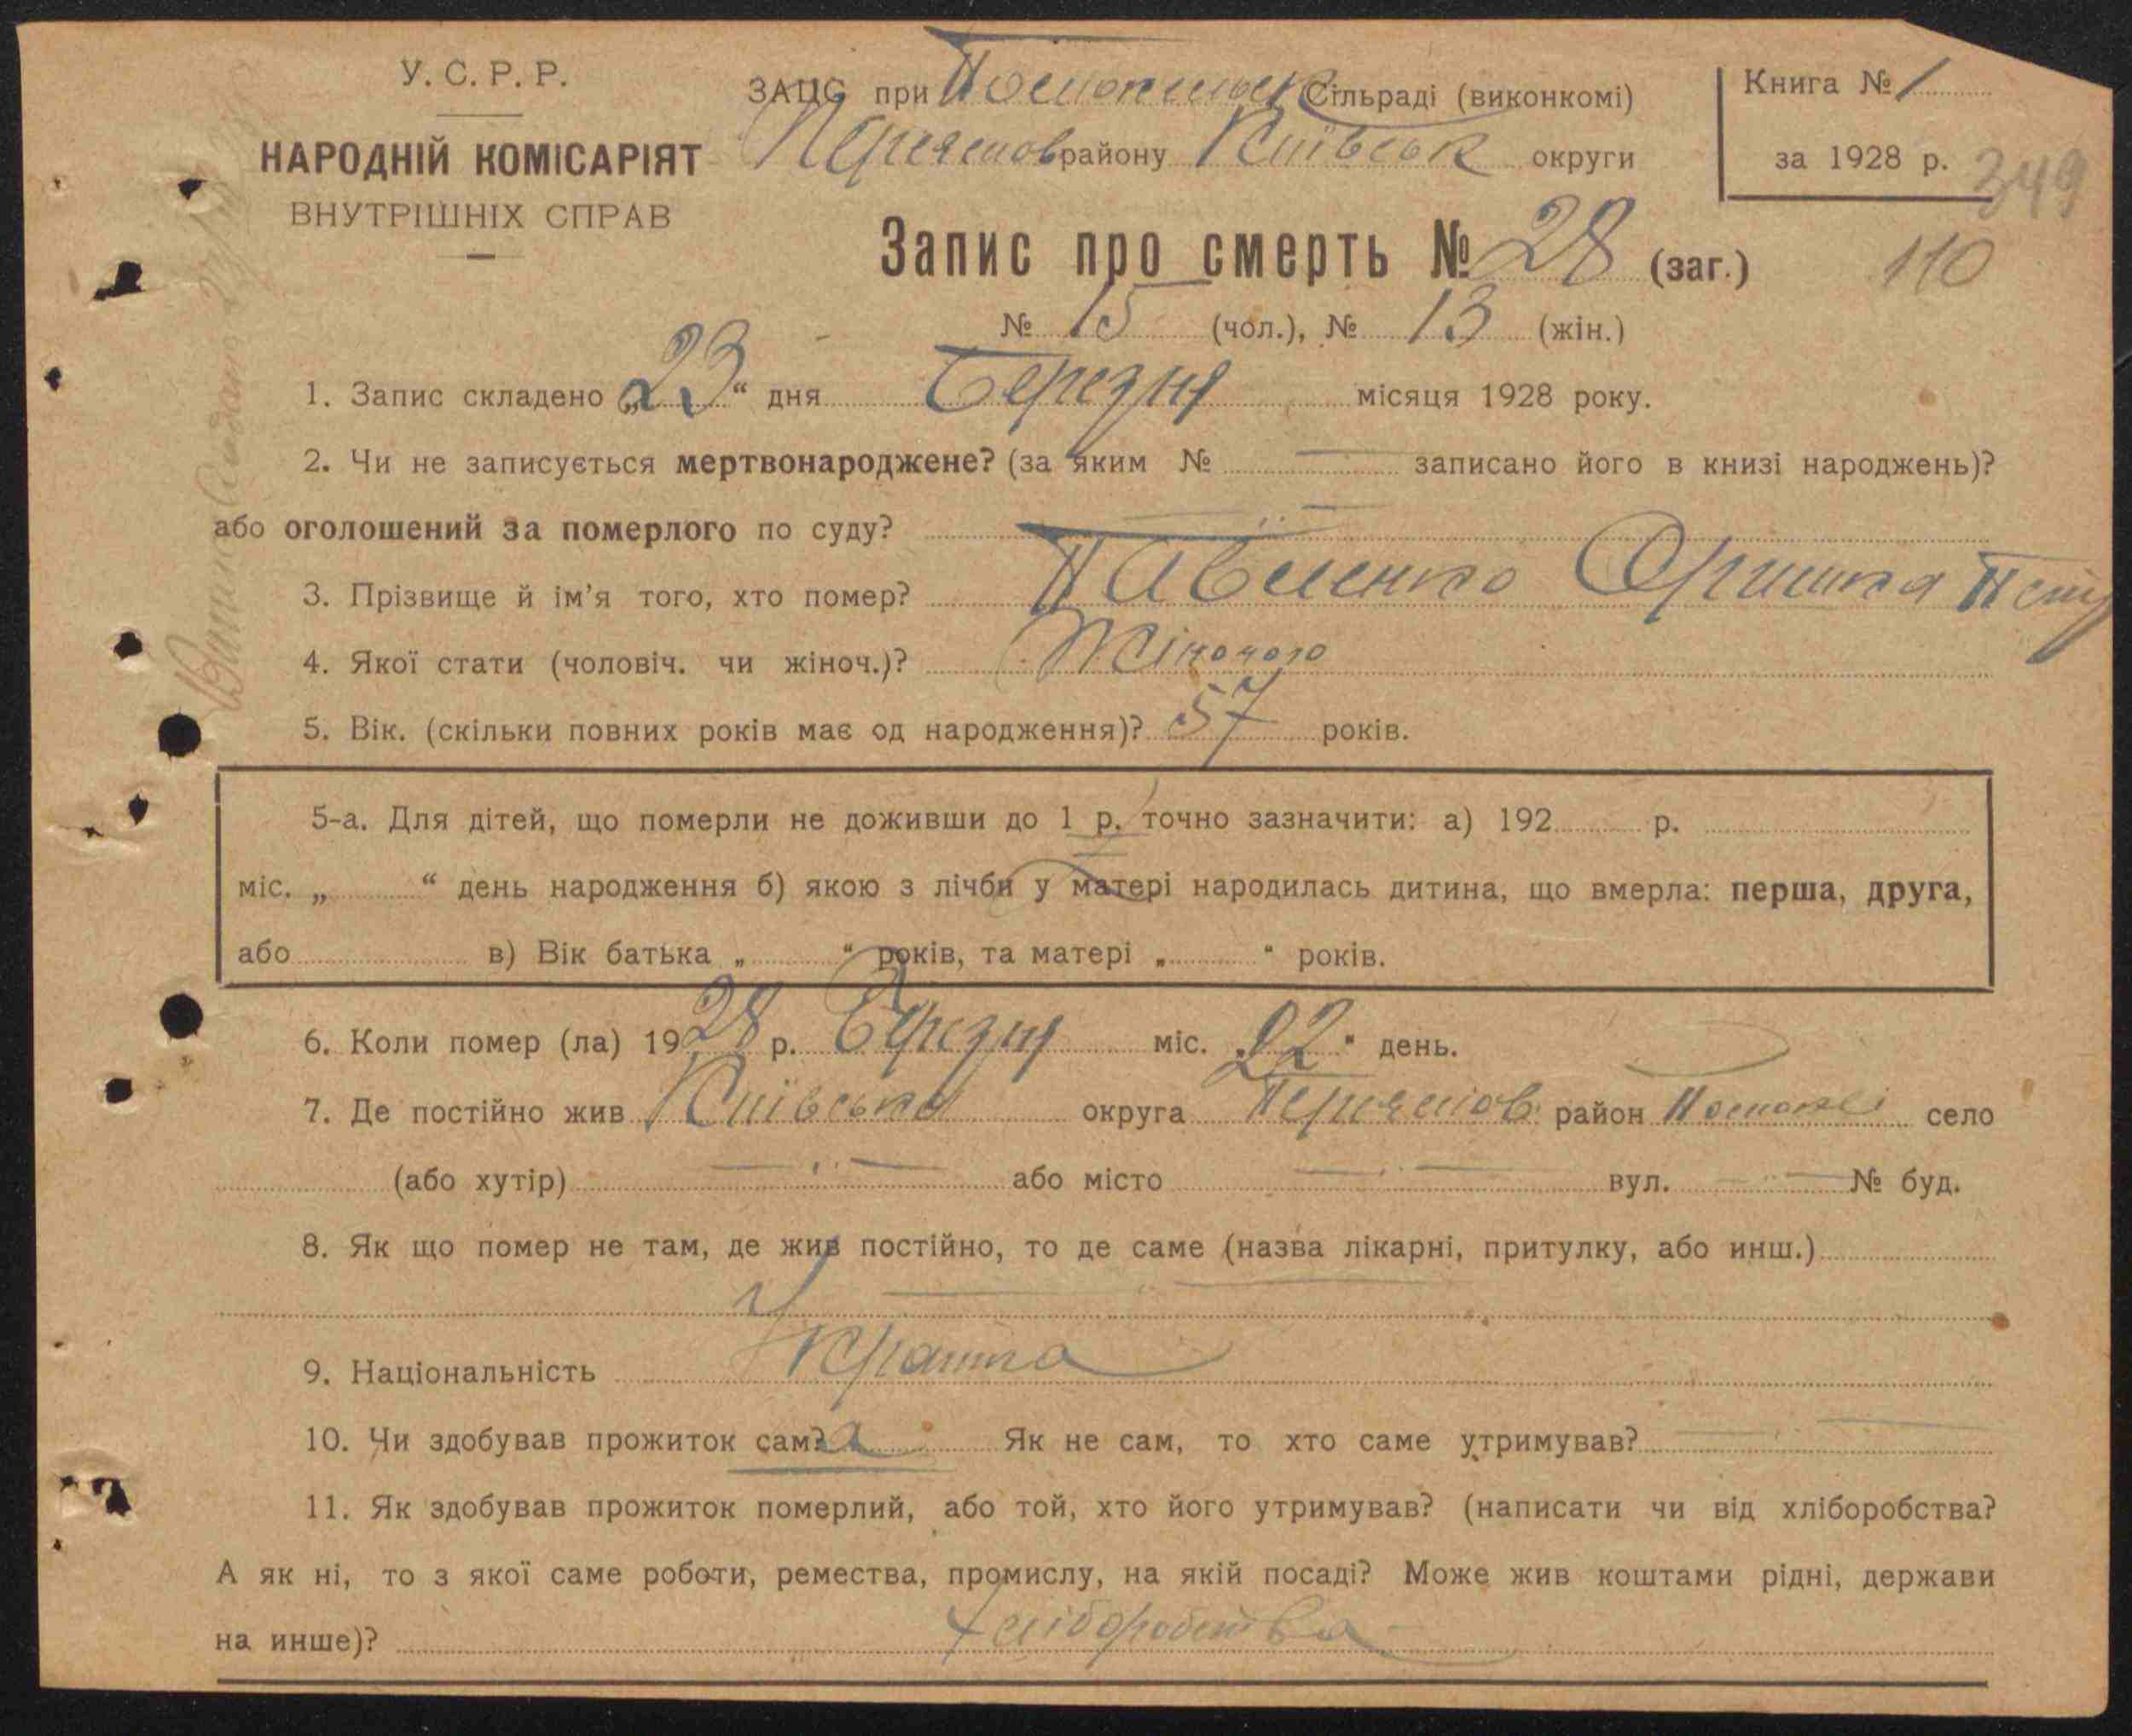 У. С. Р. Р.
НАРОДНІЙ КОМІСАРІЯТ
ВНУТРІШНІХ СПРАВ
ЗАЦС при Сільраді (виконкомі)
Переяслов району Київськ округи
Книга № 1
за 1928 р.
349
110
Запис про смерть № 28 (заг.)
№ 15 (чол.), № 13 (жін.)
1. Запис складено „23“ дня Березня місяця 1928 року.
2. Чи не записується мертвонароджене? (за яким № — записано його в книзі народжень)?
або оголошений за померлого по суду?
3. Прізвище й ім'я того, хто помер? Павленко Оришка Петр
4. Якої стати (чоловіч. чи жіноч.)? Жіночого
5. Вік. (скільки повних років має од народження)? 57 років.
5-а. Для дітей, що померли не доживши до 1 р. точно зазначити: а) 192 р.
міс. „ “ день народження б) якою з лічби у матері народилась дитина, що вмерла: перша, друга,
або в) Вік батька „ “ років, та матері „ “ років.
6. Коли помер (ла) 1928 р. Березня міс. „22“ день.
7. Де постійно жив Київська округа Переяслов район село
(або хутір) або місто вул. № буд.
8. Як що помер не там, де жив постійно, то де саме (назва лікарні, притулку, або инш.)
9. Національність
10. Чи здобував прожиток сам? а Як не сам, то хто саме утримував?
11. Як здобував прожиток померлий, або той, хто його утримував? (написати чи від хліборобства?
А як ні, то з якої саме роботи, ремества, промислу, на якій посаді? Може жив коштами рідні, держави
на инше)? Хліборобства